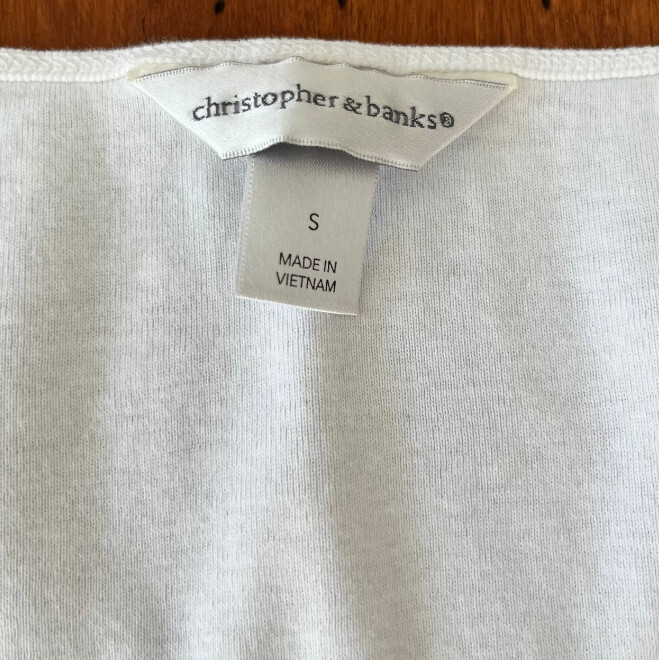 christopher & banks®
S
MADE IN
VIETNAM